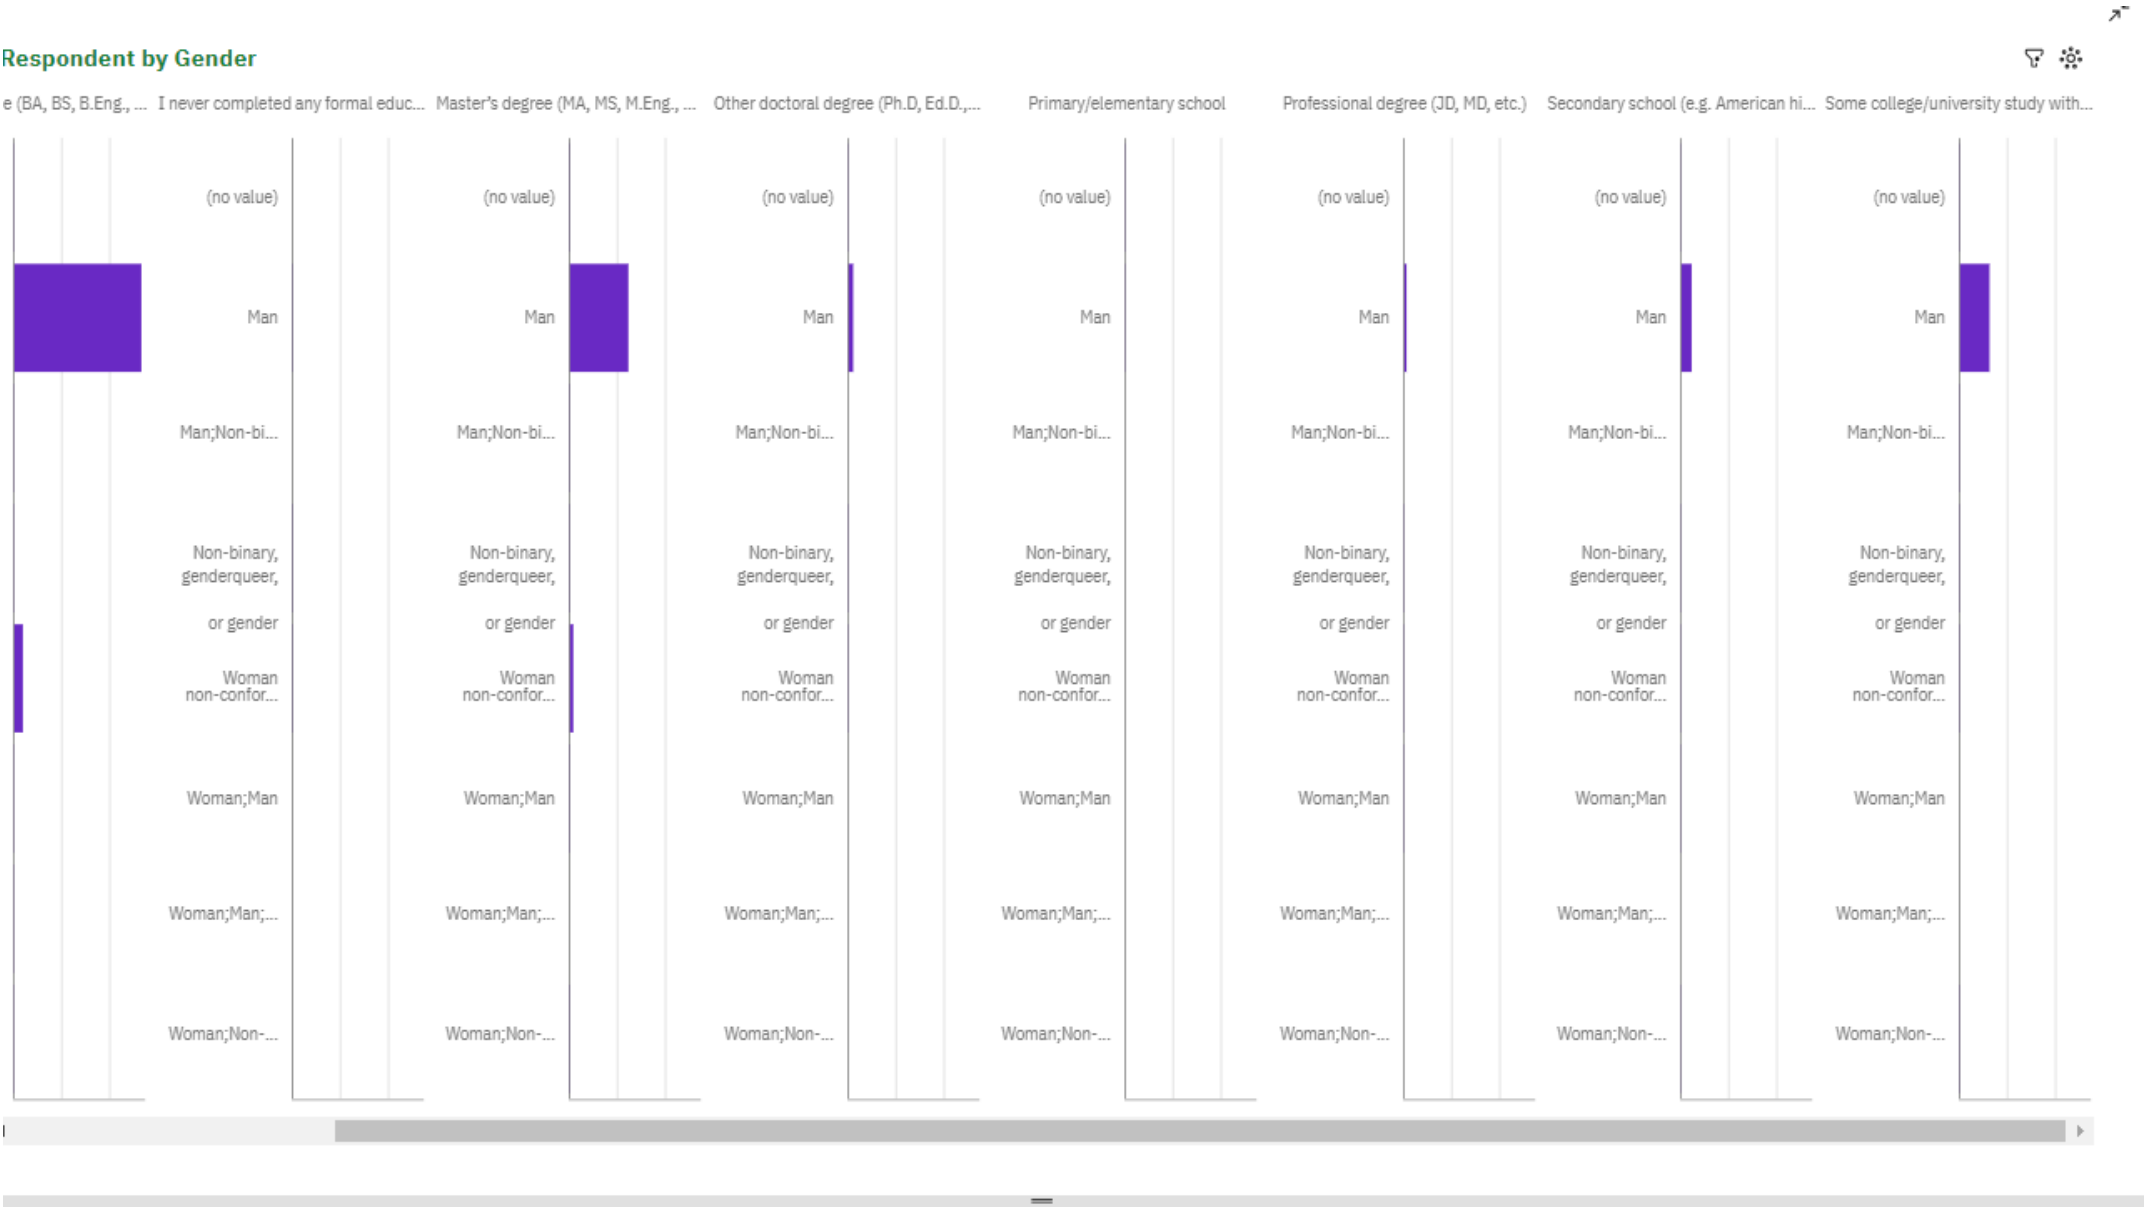 Respondent by Gender
e (BA, BS, B.Eng., ...
I never completed any formal educ...
Master's degree (MA, MS, M.Eng., ...
Other doctoral degree (Ph.D, Ed.D.,...
Primary/elementary school
Professional degree (JD, MD, etc.)
Secondary school (e.g. American hi...
Some college/university study with...
(no value)
Man
Man;Non-bi...
Non-binary,
genderqueer,
or gender
Woman
non-confor...
Woman;Man
Woman;Man;...
Woman;Non-...
(no value)
Man
Man;Non-bi...
Non-binary,
genderqueer,
or gender
Woman
non-confor...
Woman;Man
Woman;Man;...
Woman;Non-...
(no value)
Man
Man;Non-bi...
Non-binary,
genderqueer,
or gender
Woman
non-confor...
Woman;Man
Woman;Man;...
Woman;Non-...
(no value)
Man
Man;Non-bi...
Non-binary,
genderqueer,
or gender
Woman
non-confor...
Woman;Man
Woman;Man;...
Woman;Non-...
(no value)
Man
Man;Non-bi...
Non-binary,
genderqueer,
or gender
Woman
non-confor...
Woman;Man
Woman;Man;...
Woman;Non-...
(no value)
Man
Man;Non-bi...
Non-binary,
genderqueer,
or gender
Woman
non-confor...
Woman;Man
Woman;Man;...
Woman;Non-...
(no value)
Man
Man;Non-bi...
Non-binary,
genderqueer,
or gender
Woman
non-confor...
Woman;Man
Woman;Man;...
Woman;Non-...